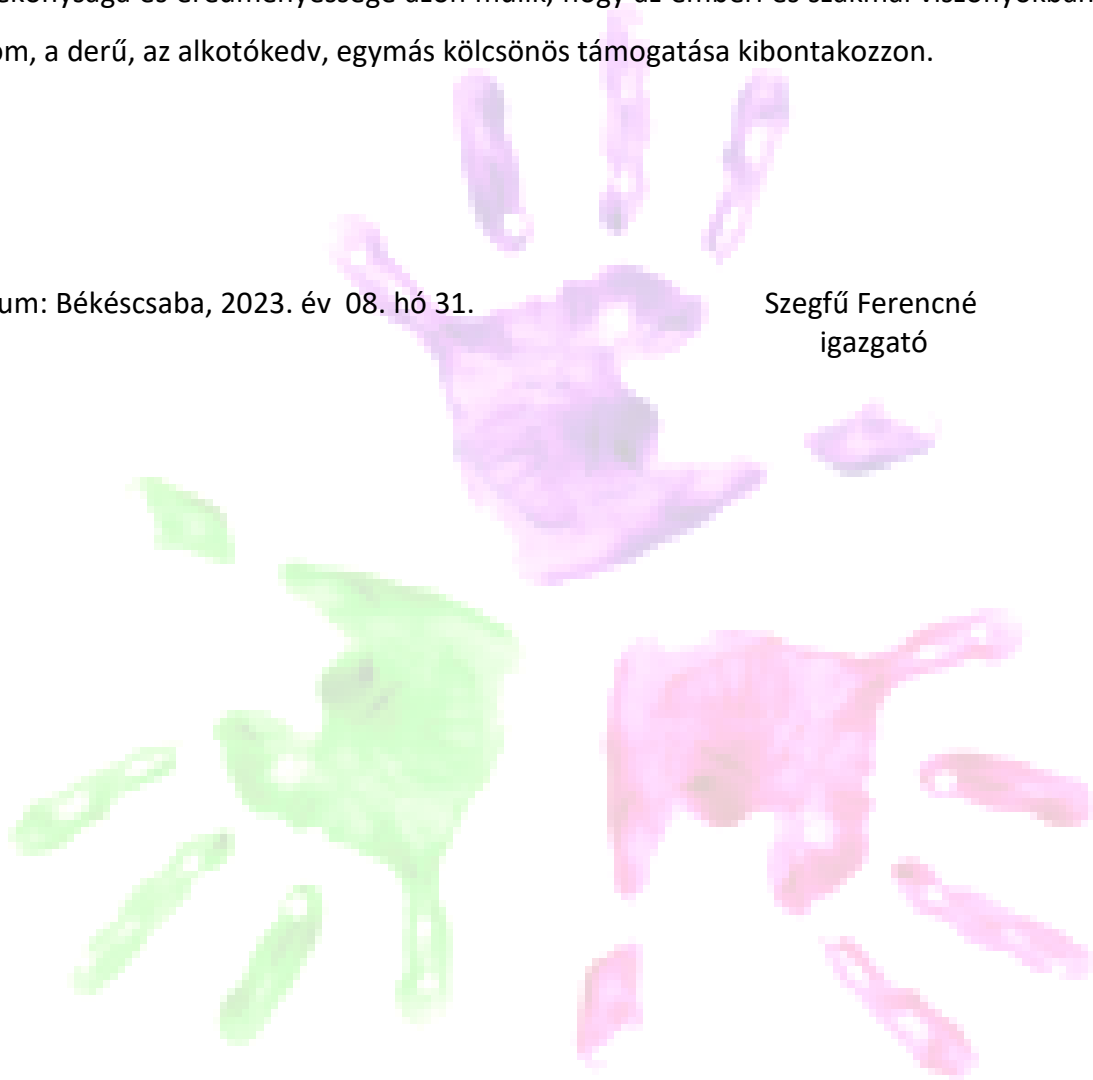 ékonysága és eredményessége azon múlik, hogy az emberi és szakmai viszonyokban
om, a derű, az alkotókedv, egymás kölcsönös támogatása kibontakozzon.
um: Békéscsaba, 2023. év 08. hó 31. Szegfű Ferencné
igazgató